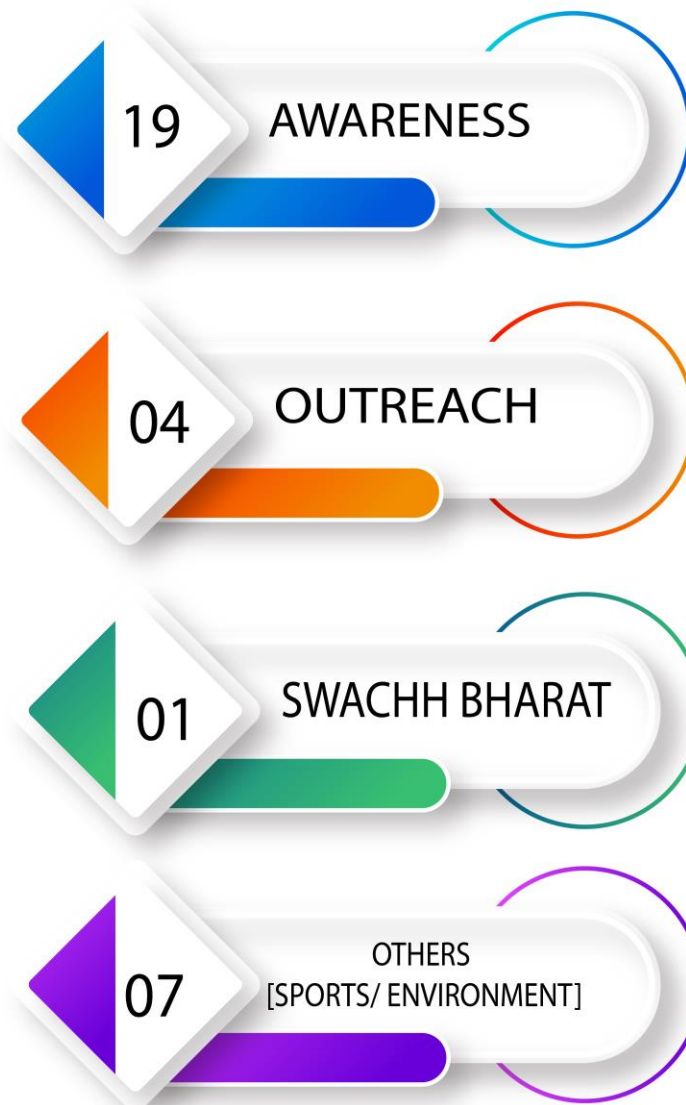 19 AWARENESS
04 OUTREACH
01 SWACHH BHARAT
07 OTHERS
[SPORTS/ ENVIRONMENT]